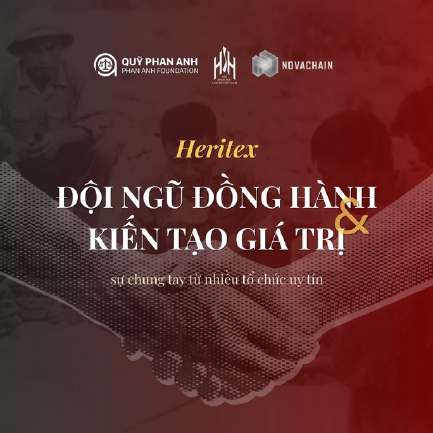 QUỸ PHAN ANH
PHAN ANH FOUNDATION
NOVACHAIN
Heritex
ĐỘI NGŨ ĐỒNG HÀNH
&
KIẾN TẠO GIÁ TRỊ
sự chung tay từ nhiều tổ chức uy tín